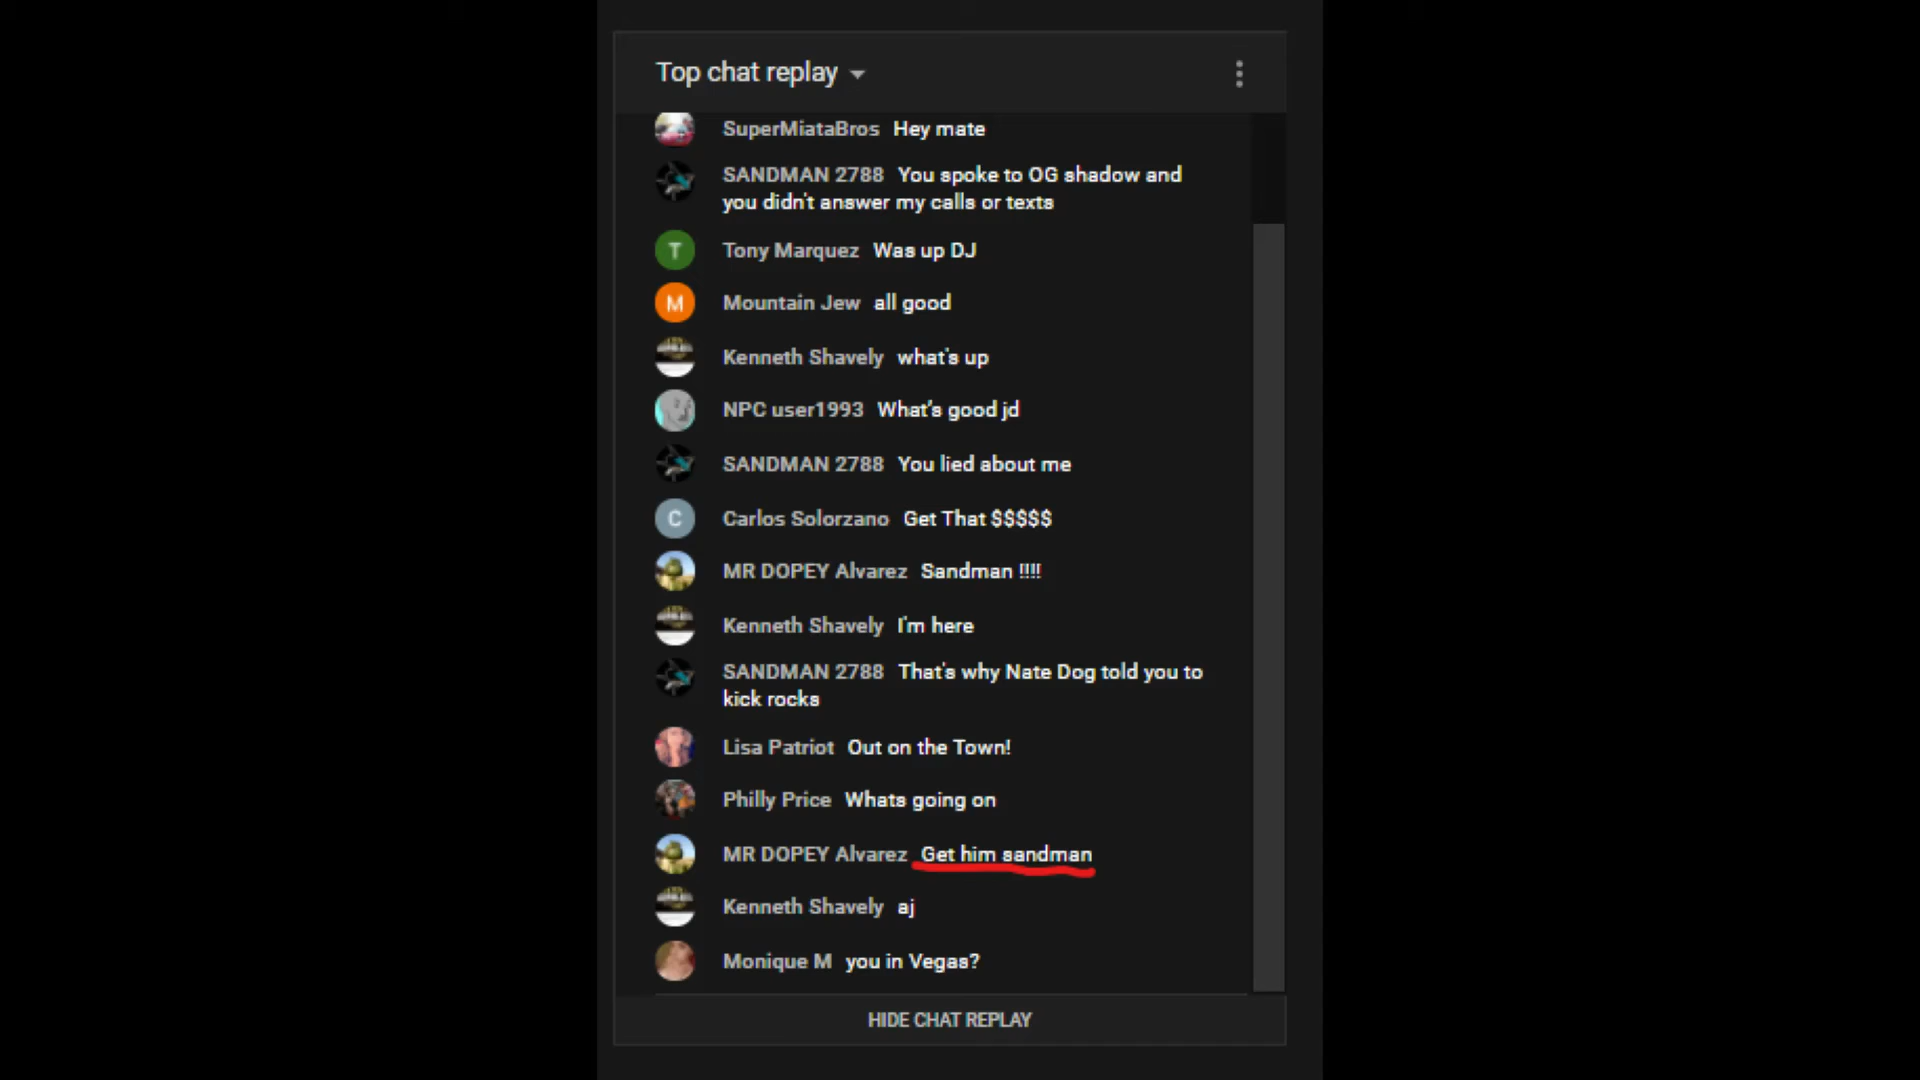 Top chat replay
SuperMiataBros Hey mate
SANDMAN 2788 You spoke to OG shadow and
you didn't answer my calls or texts
T Tony Marquez Was up DJ
M Mountain Jew all good
Kenneth Shavely what's up
NPC user1993 What's good jd
SANDMAN 2788 You lied about me
C Carlos Solorzano Get That $$$$$
MR DOPEY Alvarez Sandman !!!!
Kenneth Shavely I'm here
SANDMAN 2788 That's why Nate Dog told you to
kick rocks
Lisa Patriot Out on the Town!
Philly Price Whats going on
MR DOPEY Alvarez Get him sandman
Kenneth Shavely aj
Monique M you in Vegas?
HIDE CHAT REPLAY